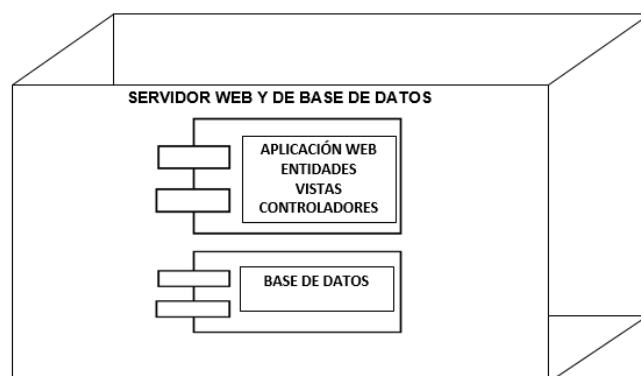 SERVIDOR WEB Y DE BASE DE DATOS
APLICACIÓN WEB
ENTIDADES
VISTAS
CONTROLADORES
BASE DE DATOS